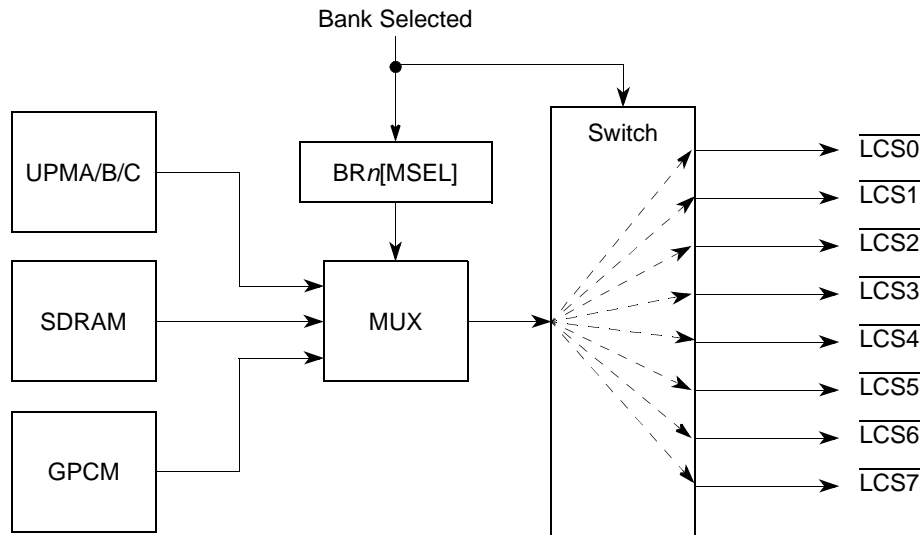 Bank Selected
Switch
UPMA/B/C
BRn[MSEL]
SDRAM
MUX
GPCM
LCS0
LCS1
LCS2
LCS3
LCS4
LCS5
LCS6
LCS7